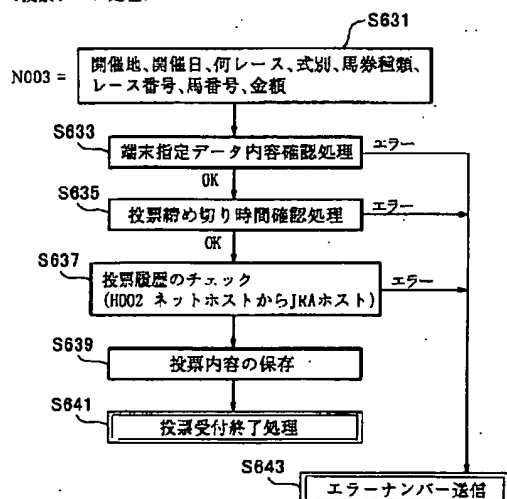 S631
N003 =
開催地、開催日、何レース、式別、馬券種類、
レース番号、馬番号、金額
S633
端末指定データ内容確認処理
エラー
OK
S635
投票締め切り時間確認処理
エラー
OK
S637
投票履歴のチェック
(HD02 ネットホストからJRAホスト)
エラー
S639
投票内容の保存
S641
投票受付終了処理
S643
エラーナンバー送信